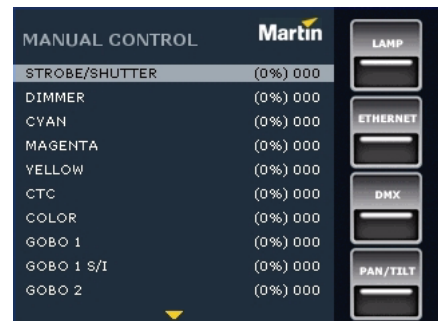 MANUAL CONTROL
Martin
STROBE/SHUTTER (0%) 000
DIMMER (0%) 000
CYAN (0%) 000
MAGENTA (0%) 000
YELLOW (0%) 000
CTC (0%) 000
COLOR (0%) 000
GOBO 1 (0%) 000
GOBO 1 S/I (0%) 000
GOBO 2 (0%) 000
LAMP
ETHERNET
DMX
PAN/TILT